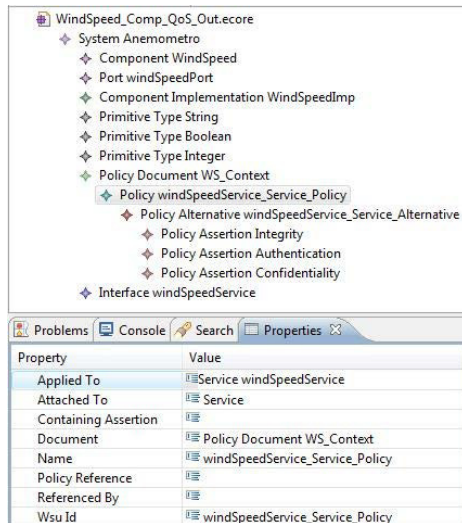 WindSpeed_Comp_QoS_Out.ecore
System Anemometro
Component WindSpeed
Port windSpeedPort
Component Implementation WindSpeedImp
Primitive Type String
Primitive Type Boolean
Primitive Type Integer
Policy Document WS_Context
Policy windSpeedService_Service_Policy
Policy Alternative windSpeedService_Service_Alternative
Policy Assertion Integrity
Policy Assertion Authentication
Policy Assertion Confidentiality
Interface windSpeedService
Problems Console Search Properties
Property Value
Applied To Service windSpeedService
Attached To Service
Containing Assertion
Document Policy Document WS_Context
Name windSpeedService_Service_Policy
Policy Reference
Referenced By
Wsu Id windSpeedService_Service_Policy